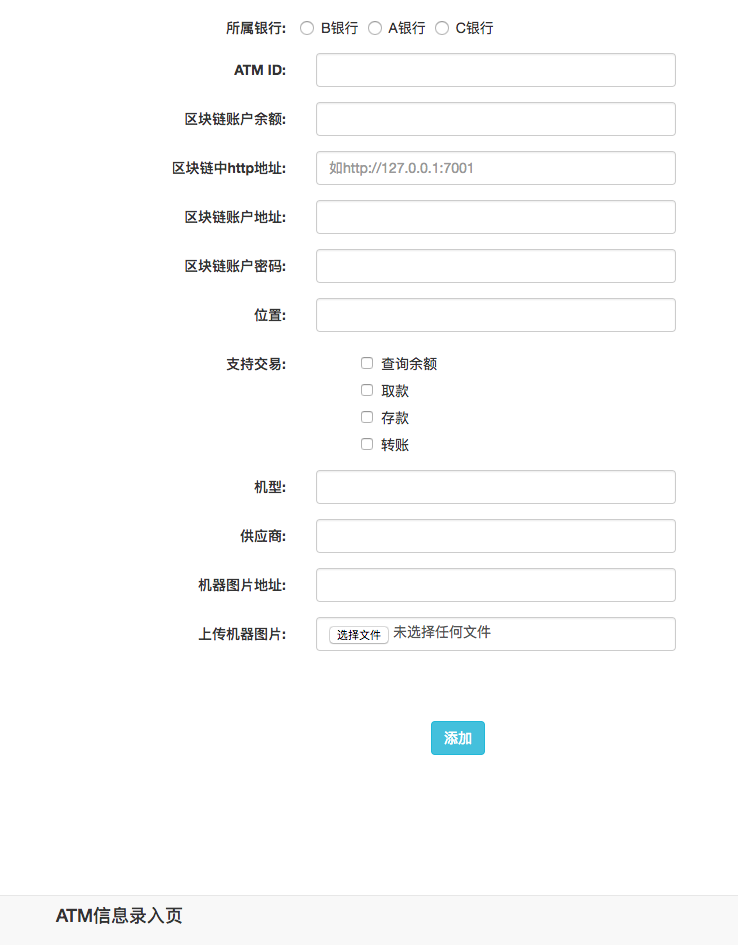 所属银行: B银行 A银行 C银行
ATM ID:
区块链账户余额:
区块链中http地址: 如http://127.0.0.1:7001
区块链账户地址:
区块链账户密码:
位置:
支持交易: 查询余额
取款
存款
转账
机型:
供应商:
机器图片地址:
上传机器图片: 选择文件 未选择任何文件
添加
ATM信息录入页